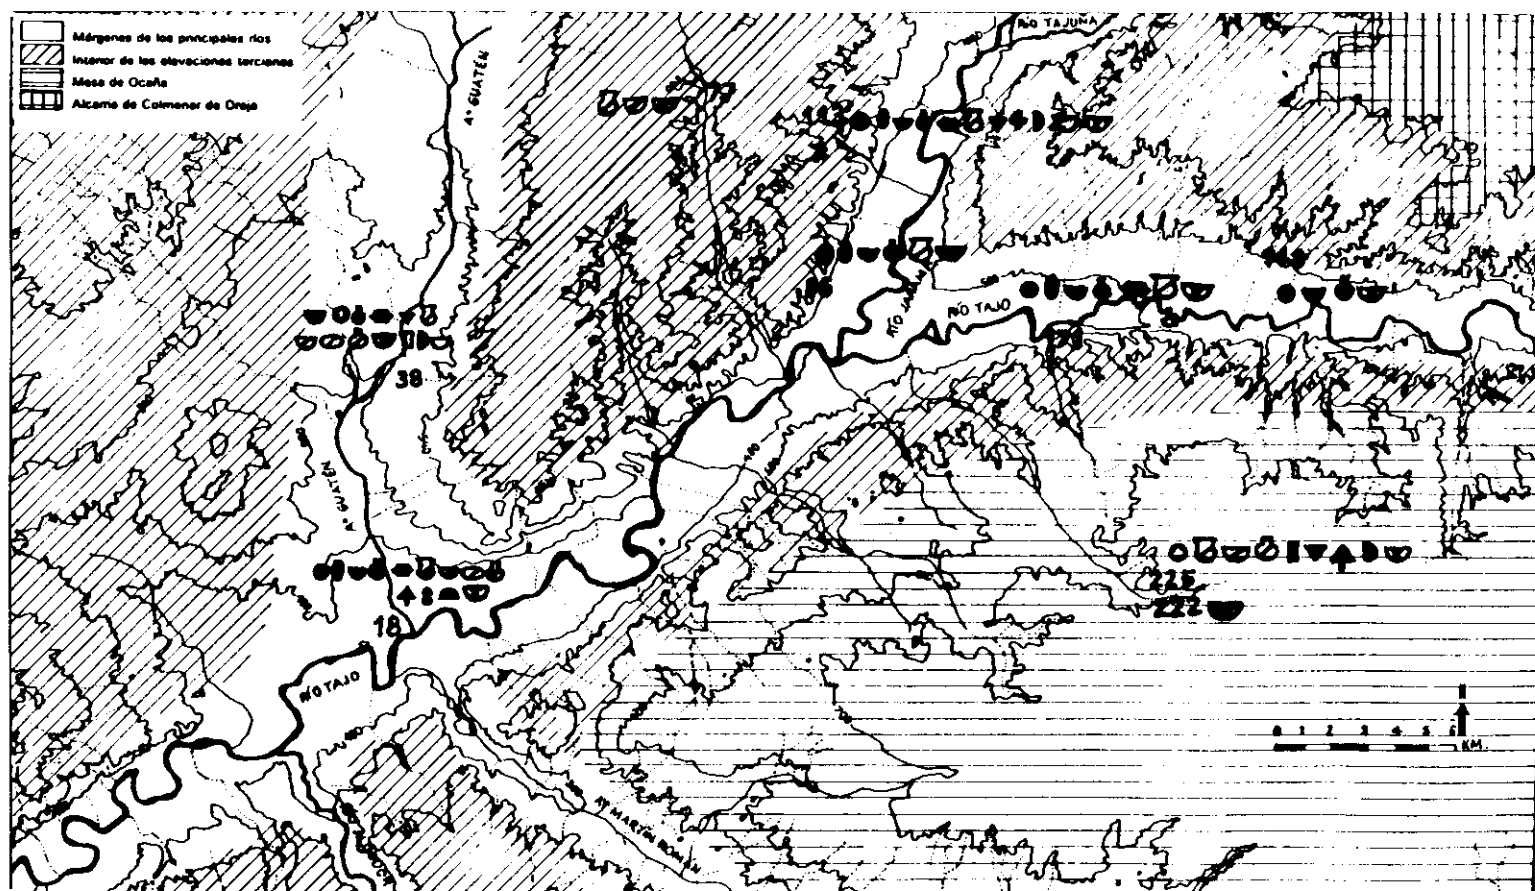 Márgenes de los principales ríos
Interior de las elevaciones terciarias
Mesa de Ocaña
Alcarria de Colmenar de Oreja
RÍO TAJUÑA
Aº GUATÉN
RÍO JARAMA
RÍO TAJO
38
Aº GUATÉN
225
222
18
RÍO TAJO
Aº MARTÍN ROMÁN
0 1 2 3 4 5 6
KM.
N